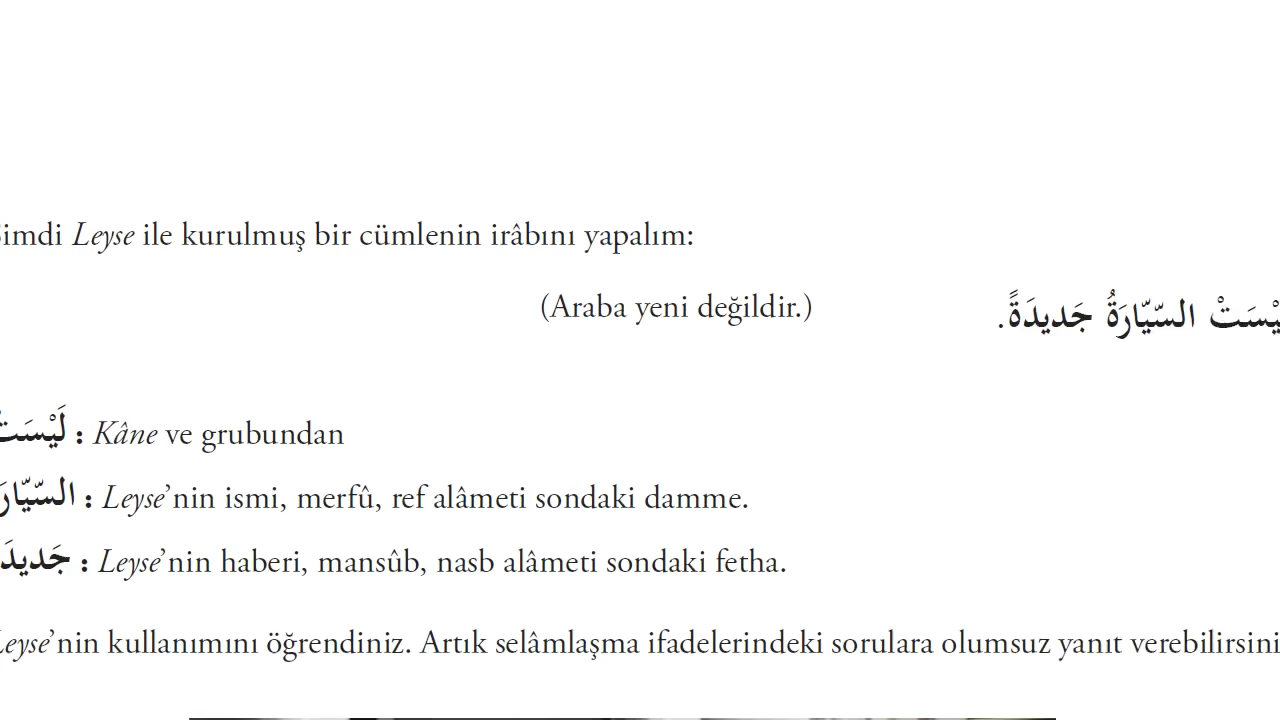 imdi Leyse ile kurulmuş bir cümlenin irâbını yapalım:
(Araba yeni değildir.) يْسَتْ السّيّارَةُ جَديدَةً.
لَيْسَتْ : Kâne ve grubundan
السّيّارَ : Leyse’nin ismi, merfû, ref alâmeti sondaki damme.
جَديدَ : Leyse’nin haberi, mansûb, nasb alâmeti sondaki fetha.
Leyse’nin kullanımını öğrendiniz. Artık selâmlaşma ifadelerindeki sorulara olumsuz yanıt verebilirsini